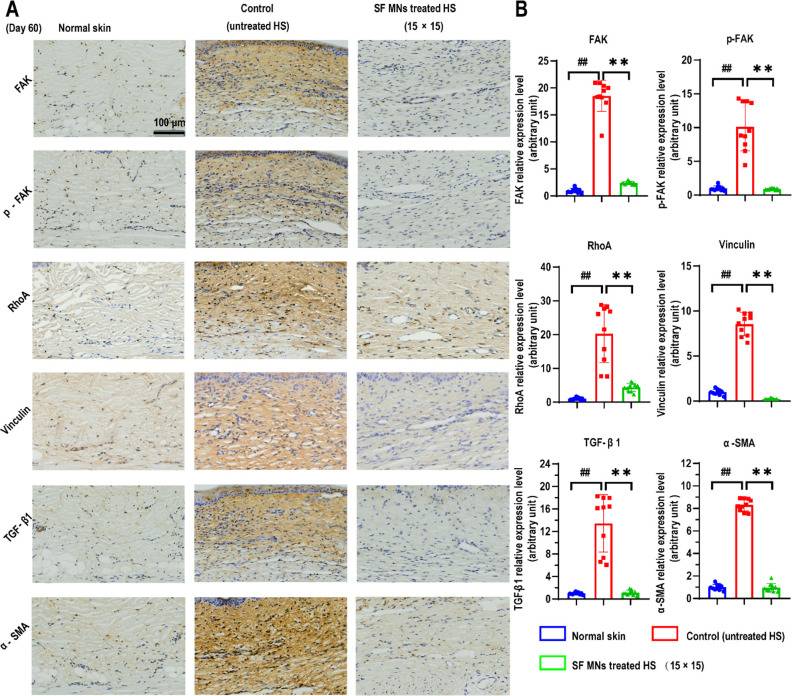 A
(Day 60)
Normal skin
Control
(untreated HS)
SF MNs treated HS
(15 × 15)
FAK
100 μm
p - FAK
RhoA
Vinculin
TGF- β1
α - SMA
B
FAK
FAK relative expression level
(arbitrary unit)
25
20
15
10
5
0
##
**
p-FAK
p-FAK relative expression level
(arbitrary unit)
20
15
10
5
0
##
**
RhoA
RhoA relative expression level
(arbitrary unit)
40
30
20
10
0
##
**
Vinculin
Vinculin relative expression level
(arbitrary unit)
15
10
5
0
##
**
TGF- β 1
TGF-β1 relative expression level
(arbitrary unit)
24
20
16
12
8
4
0
##
**
α -SMA
α-SMA relative expression level
(arbitrary unit)
12
10
8
6
4
2
0
##
**
Normal skin
Control (untreated HS)
SF MNs treated HS (15 × 15)